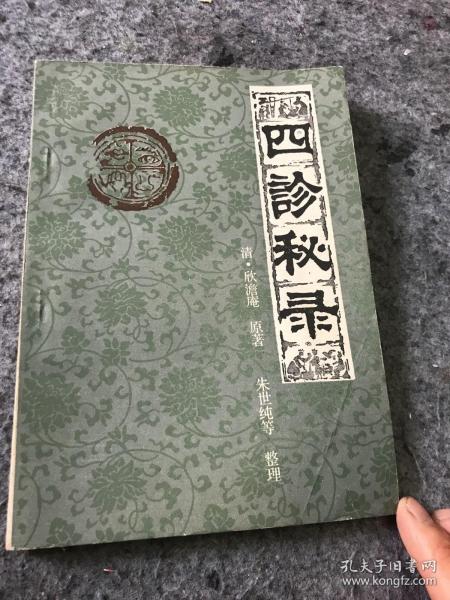 四診秘录
清·欣澹庵 原著
朱世纯等 整理
孔夫子旧书网
www.kongfz.com